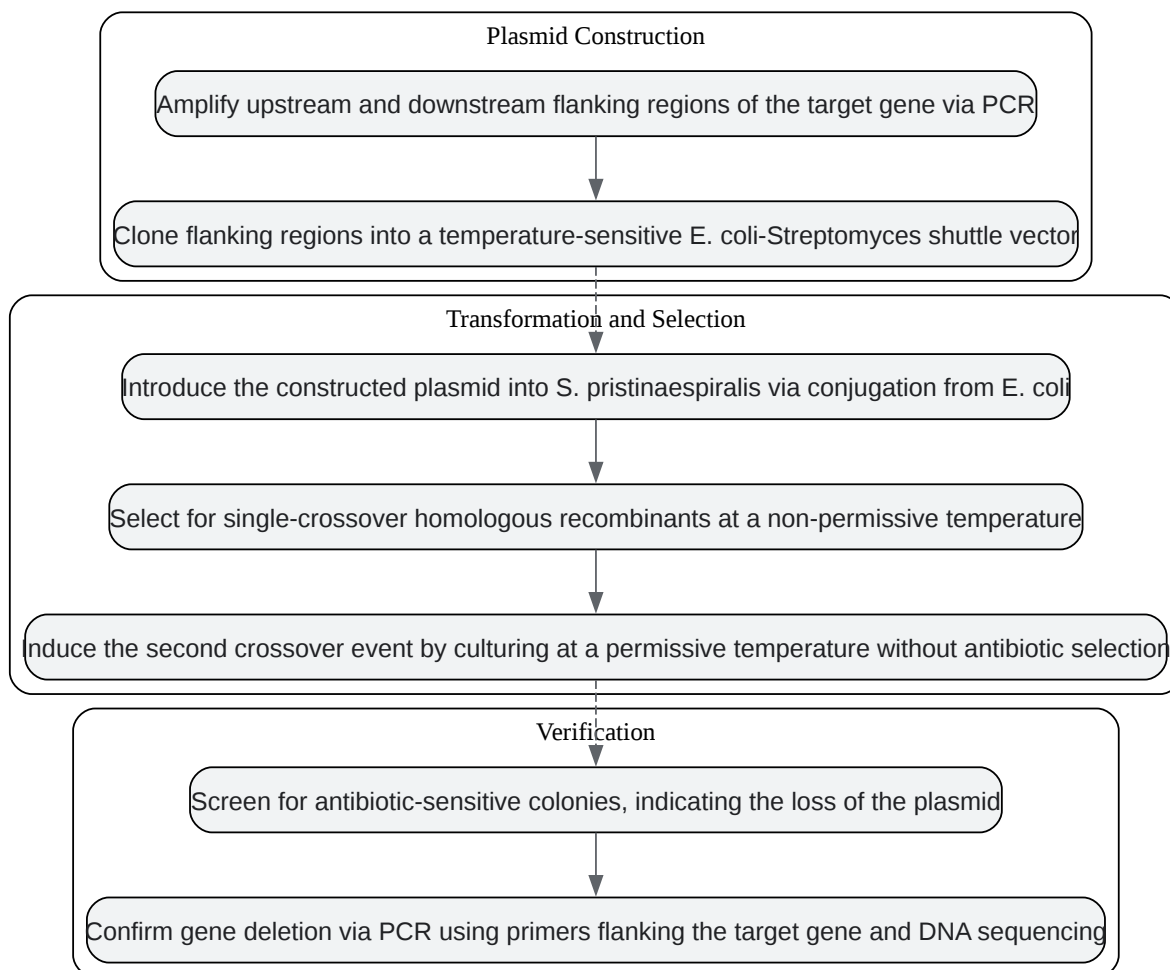 Plasmid Construction
Amplify upstream and downstream flanking regions of the target gene via PCR
Clone flanking regions into a temperature-sensitive E. coli-Streptomyces shuttle vector
Transformation and Selection
Introduce the constructed plasmid into S. pristinaespiralis via conjugation from E. coli
Select for single-crossover homologous recombinants at a non-permissive temperature
Induce the second crossover event by culturing at a permissive temperature without antibiotic selection
Verification
Screen for antibiotic-sensitive colonies, indicating the loss of the plasmid
Confirm gene deletion via PCR using primers flanking the target gene and DNA sequencing